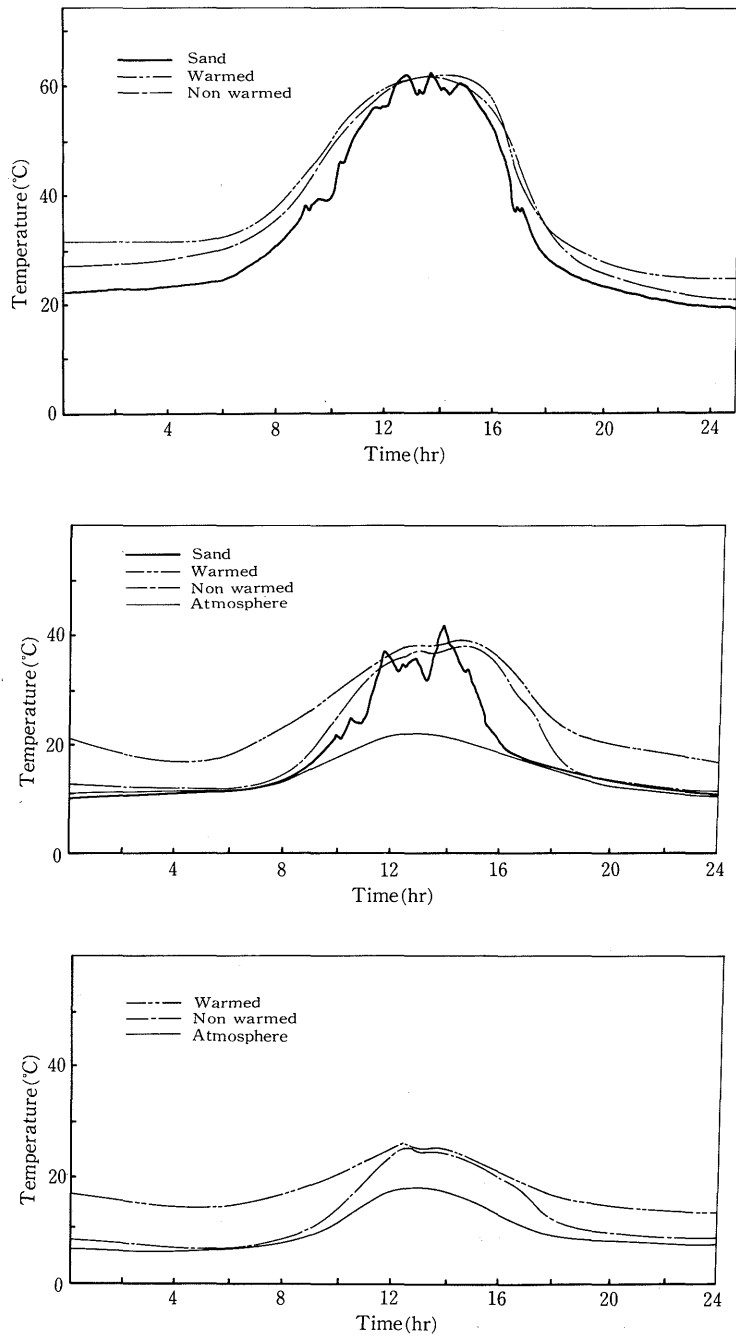 Sand
Warmed
Non warmed
60
40
20
0
Temperature(℃)
4
8
12
16
20
24
Time(hr)
Sand
Warmed
Non warmed
Atmosphere
40
20
0
Temperature(℃)
4
8
12
16
20
24
Time(hr)
Warmed
Non warmed
Atmosphere
40
20
0
Temperature(℃)
4
8
12
16
20
24
Time(hr)